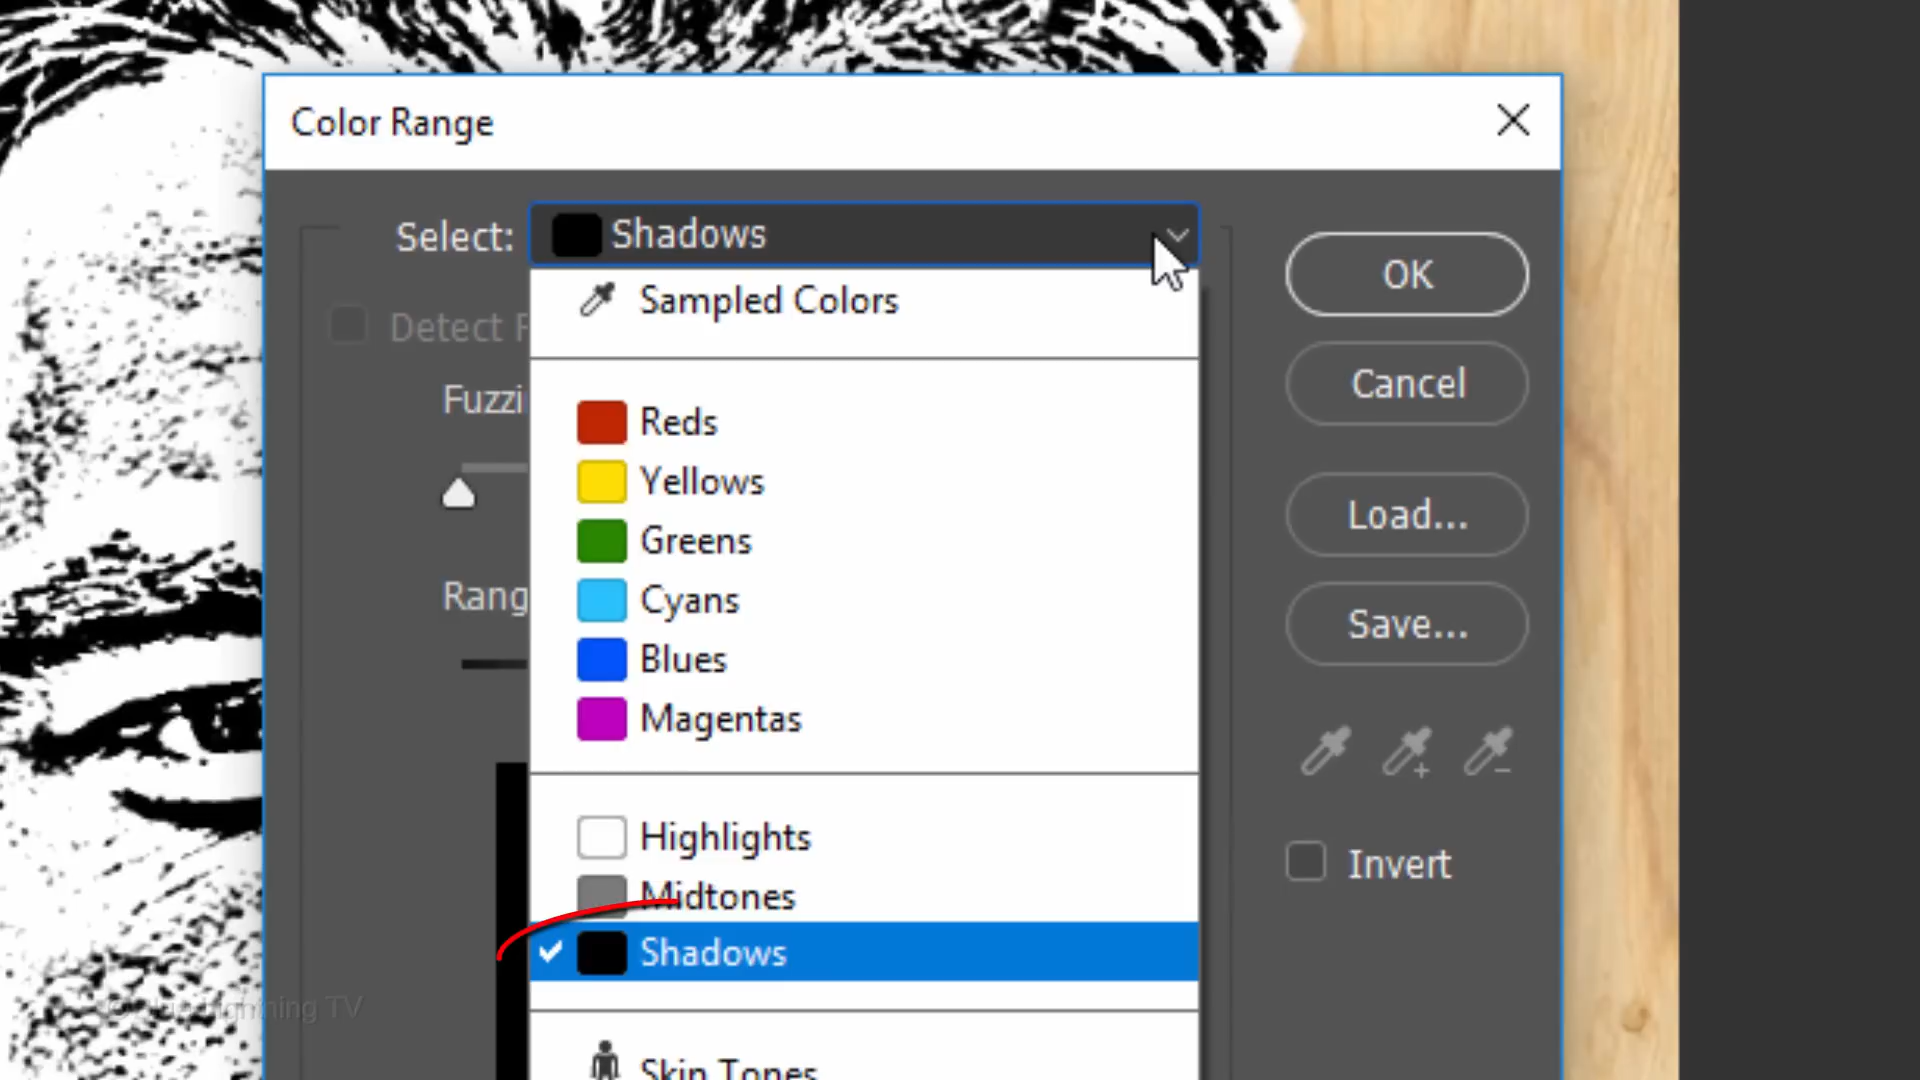 Color Range
Select: Shadows
Sampled Colors
Detect F
Fuzzi
Rang
Reds
Yellows
Greens
Cyans
Blues
Magentas
Highlights
Midtones
Shadows
Skin Tones
OK
Cancel
Load...
Save...
Invert
TV